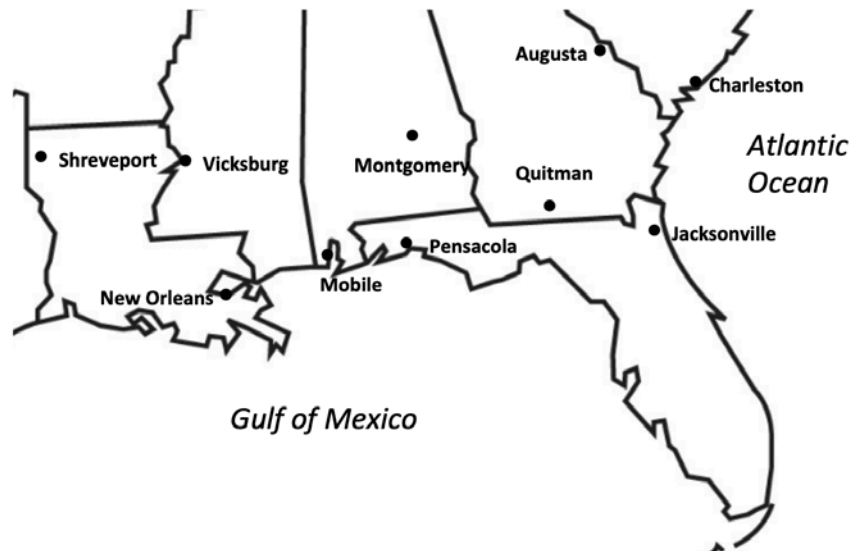 Augusta
Charleston
Atlantic
Ocean
Shreveport
Vicksburg
Montgomery
Quitman
Jacksonville
Pensacola
Mobile
New Orleans
Gulf of Mexico